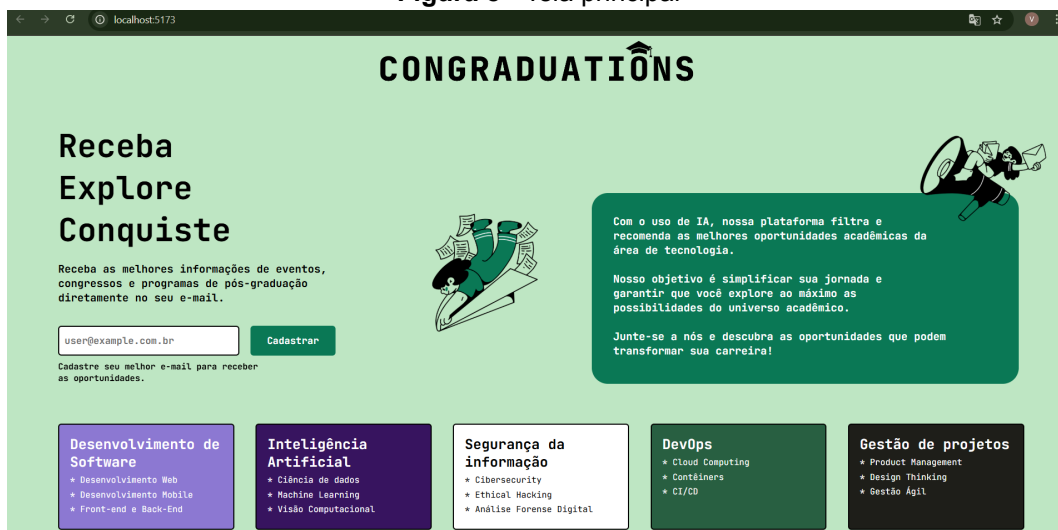 localhost:5173
V
CONGRADUATIONS
Receba
Explore
Conquiste
Receba as melhores informações de eventos,
congressos e programas de pós-graduação
diretamente no seu e-mail.
user@example.com.br
Cadastrar
Cadastre seu melhor e-mail para receber
as oportunidades.
Com o uso de IA, nossa plataforma filtra e
recomenda as melhores oportunidades acadêmicas da
área de tecnologia.
Nosso objetivo é simplificar sua jornada e
garantir que você explore ao máximo as
possibilidades do universo acadêmico.
Junte-se a nós e descubra as oportunidades que podem
transformar sua carreira!
Desenvolvimento de
Software
* Desenvolvimento Web
* Desenvolvimento Mobile
* Front-end e Back-End
Inteligência
Artificial
* Ciência de dados
* Machine Learning
* Visão Computacional
Segurança da
informação
* Cibersecurity
* Ethical Hacking
* Análise Forense Digital
DevOps
* Cloud Computing
* Contêiners
* CI/CD
Gestão de projetos
* Product Management
* Design Thinking
* Gestão Ágil